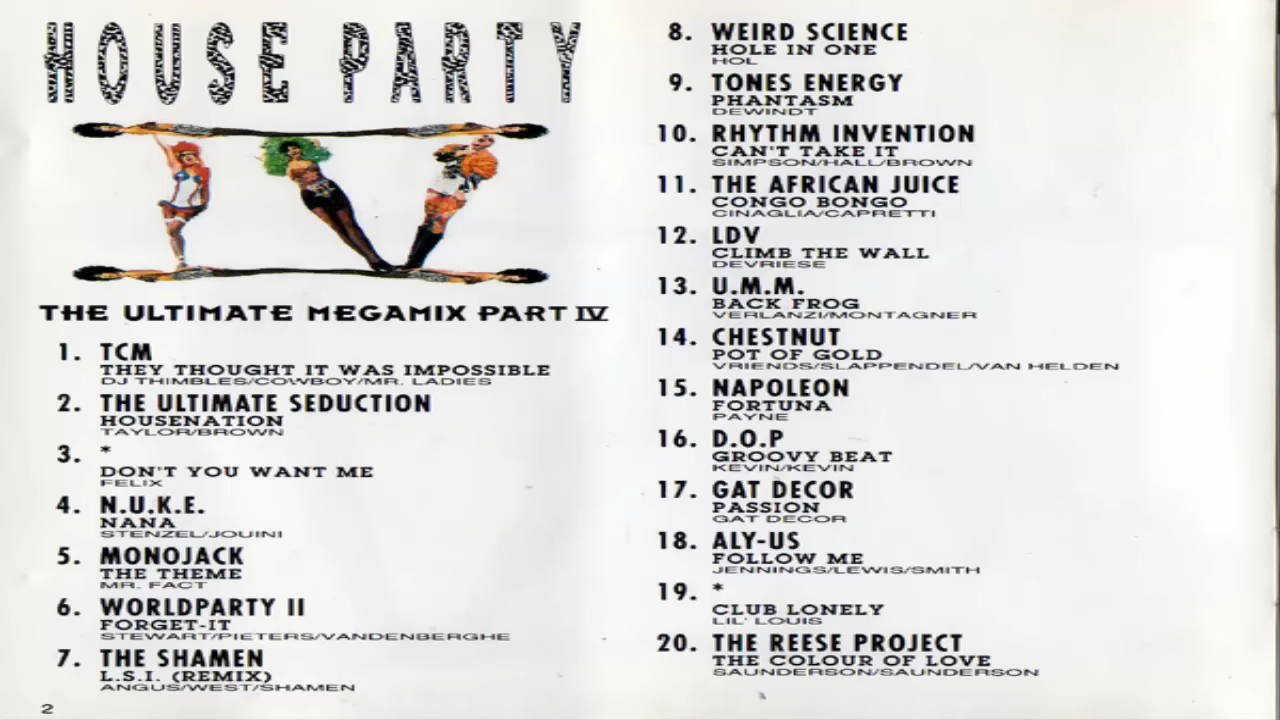 HOUSE PARTY
THE ULTIMATE MEGAMIX PART IV
1. TCM
THEY THOUGHT IT WAS IMPOSSIBLE
DJ THIMBLES/COWBOY/MR. LADIES
2. THE ULTIMATE SEDUCTION
HOUSENATION
TAYLOR/BROWN
3. *
DON'T YOU WANT ME
FELIX
4. N.U.K.E.
NANA
STENZEL/JOUINI
5. MONOJACK
THE THEME
MR. FACT
6. WORLDPARTY II
FORGET-IT
STEWART/PIETERS/VANDENBERGHE
7. THE SHAMEN
L.S.I. (REMIX)
ANGUS/WEST/SHAMEN
2
8. WEIRD SCIENCE
HOLE IN ONE
HOL
9. TONES ENERGY
PHANTASM
DEWINDT
10. RHYTHM INVENTION
CAN'T TAKE IT
SIMPSON/HALL/BROWN
11. THE AFRICAN JUICE
CONGO BONGO
CINAGLIA/CAPRETTI
12. LDV
CLIMB THE WALL
DEVRIESE
13. U.M.M.
BACK FROG
VERLANZI/MONTAGNER
14. CHESTNUT
POT OF GOLD
VRIENDS/SLAPPENDEL/VAN HELDEN
15. NAPOLEON
FORTUNA
PAYNE
16. D.O.P
GROOVY BEAT
KEVIN/KEVIN
17. GAT DECOR
PASSION
GAT DECOR
18. ALY-US
FOLLOW ME
JENNINGS/LEWIS/SMITH
19. *
CLUB LONELY
LIL' LOUIS
20. THE REESE PROJECT
THE COLOUR OF LOVE
SAUNDERSON/SAUNDERSON